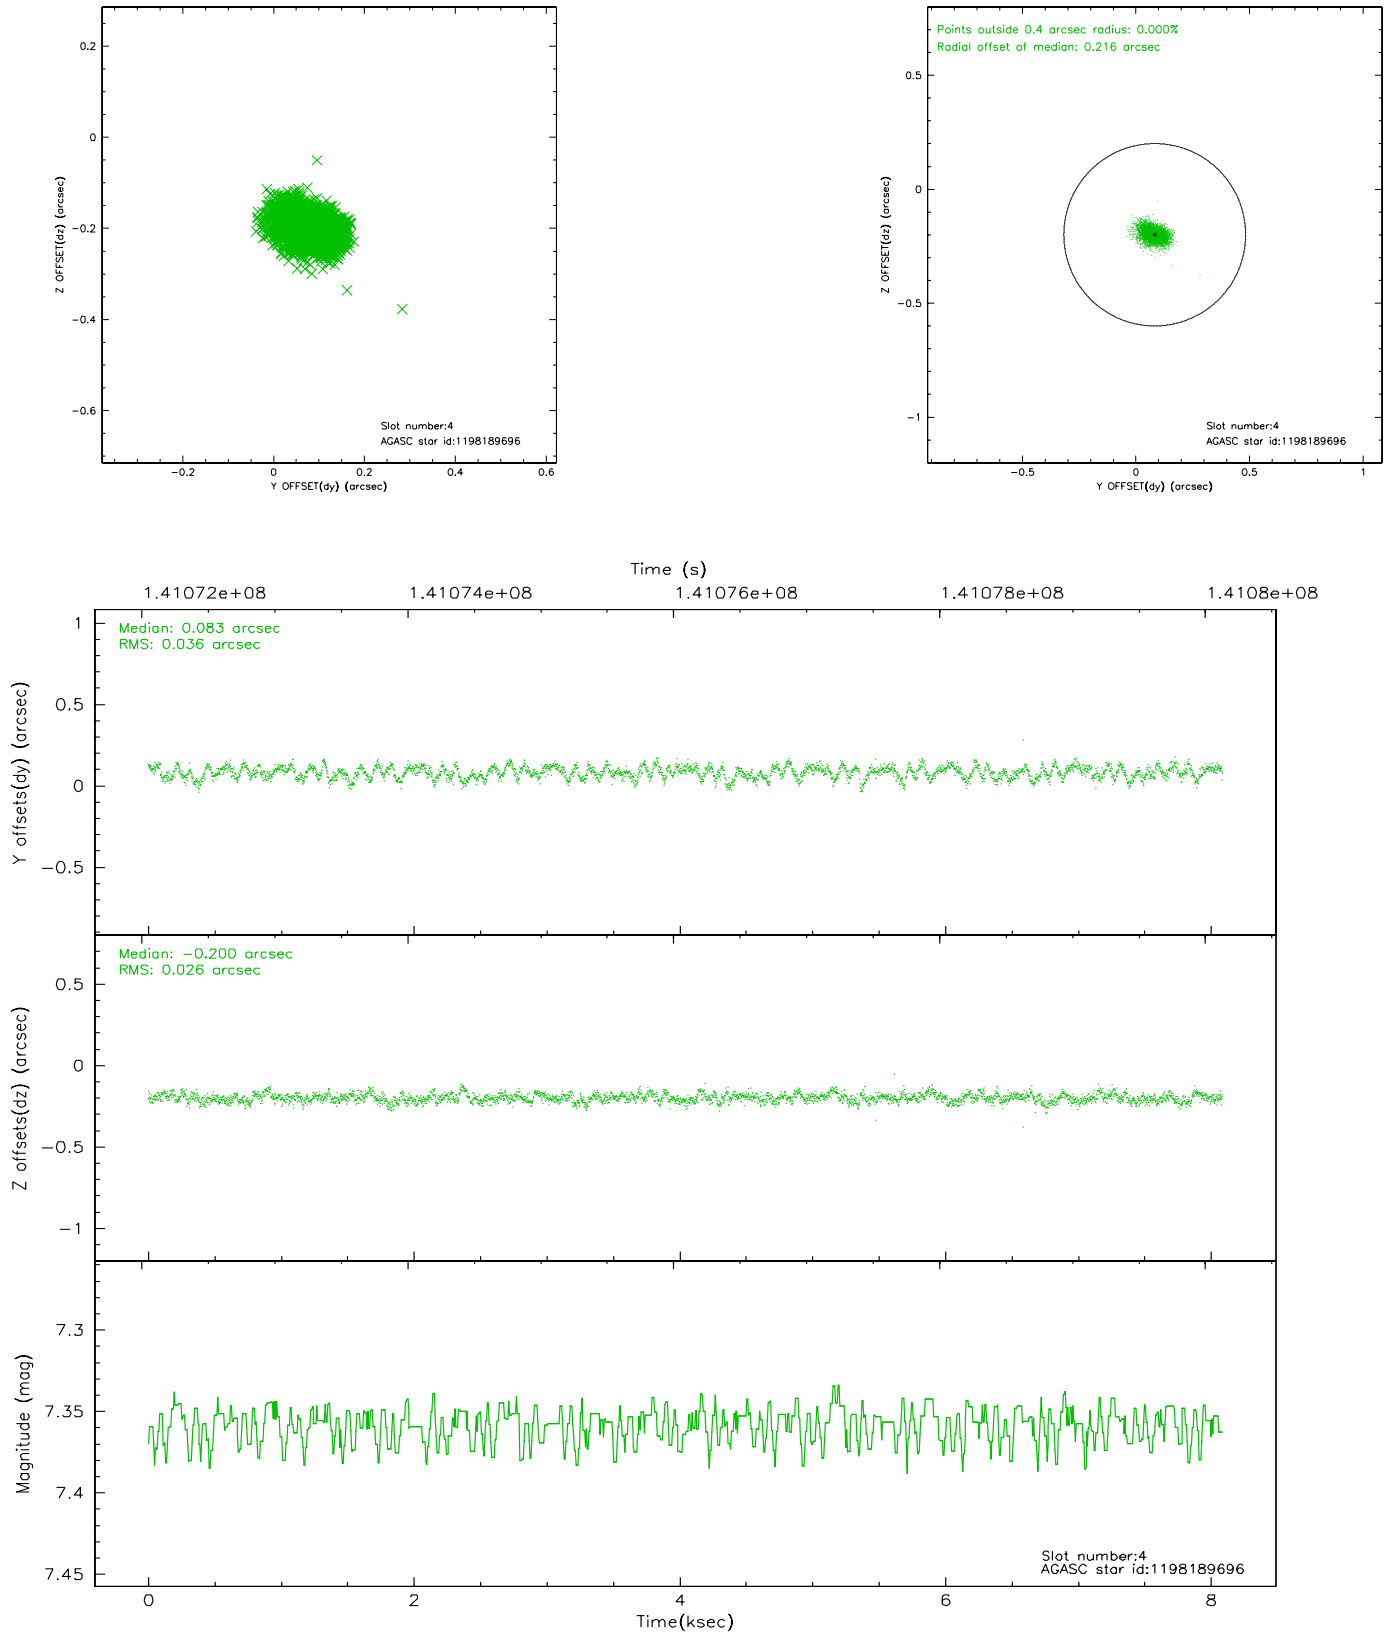 0.2
0
−0.2
−0.4
−0.6
Z OFFSET(dz) (arcsec)
Slot number:4
AGASC star id:1198189696
−0.2 0 0.2 0.4 0.6
Y OFFSET(dy) (arcsec)
Points outside 0.4 arcsec radius: 0.000%
Radial offset of median: 0.216 arcsec
0.5
0
−0.5
−1
Z OFFSET(dz) (arcsec)
Slot number:4
AGASC star id:1198189696
−0.5 0 0.5 1
Y OFFSET(dy) (arcsec)
Time (s)
1.41072e+08 1.41074e+08 1.41076e+08 1.41078e+08 1.4108e+08
Median: 0.083 arcsec
RMS: 0.036 arcsec
1
0.5
0
−0.5
Y offsets(dy) (arcsec)
Median: −0.200 arcsec
RMS: 0.026 arcsec
0.5
0
−0.5
−1
Z offsets(dz) (arcsec)
7.3
7.35
7.4
7.45
Magnitude (mag)
Slot number:4
AGASC star id:1198189696
0 2 4 6 8
Time(ksec)